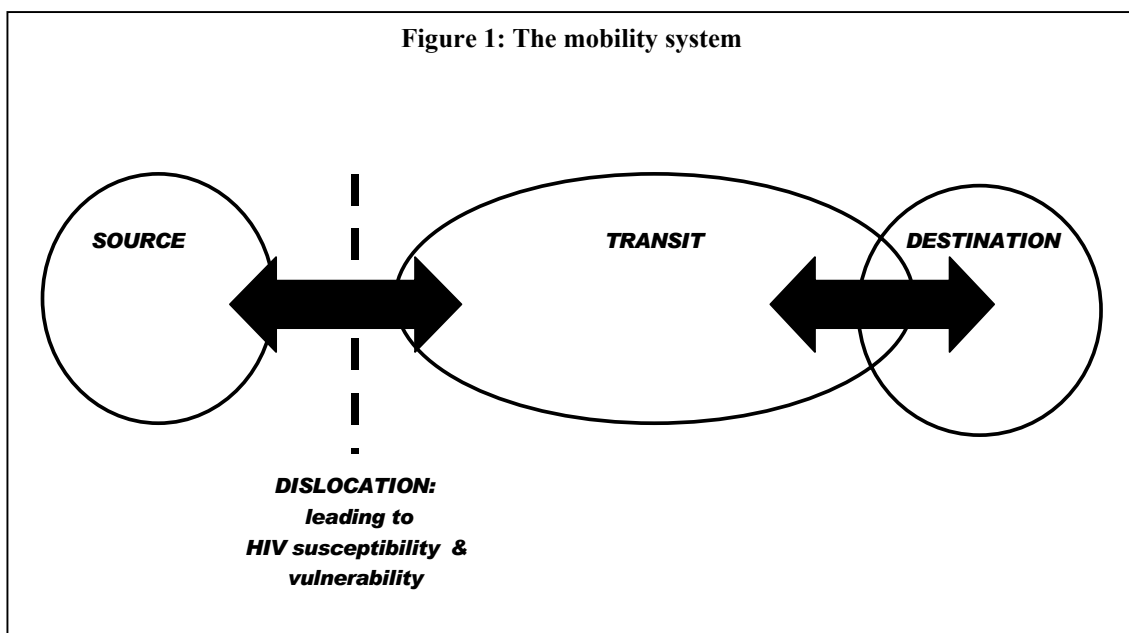 Figure 1: The mobility system
SOURCE
TRANSIT
DESTINATION
DISLOCATION:
leading to
HIV susceptibility &
vulnerability